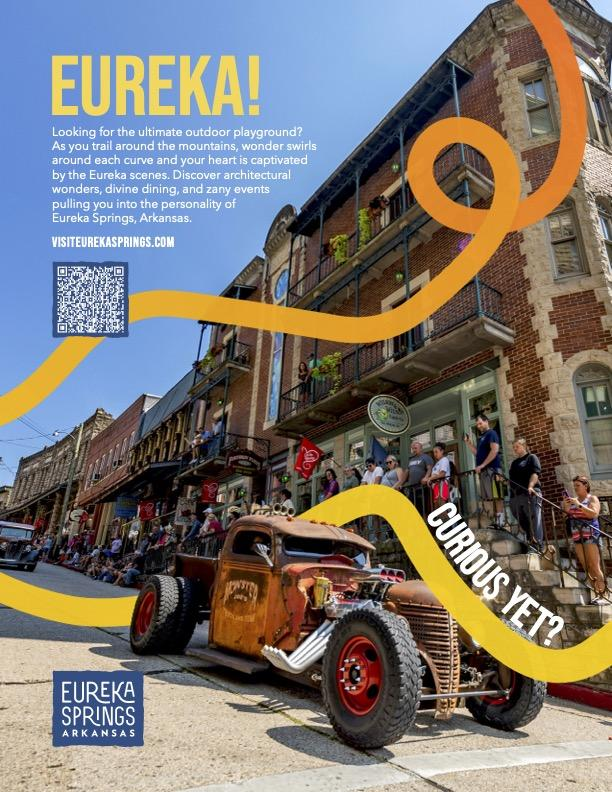 EUREKA!
Looking for the ultimate outdoor playground?
As you trail around the mountains, wonder swirls
around each curve and your heart is captivated
by the Eureka scenes. Discover architectural
wonders, divine dining, and zany events
pulling you into the personality of
Eureka Springs, Arkansas.
VISITEUREKASPRINGS.COM
CURIOUS YET?
EUREKA
SPRINGS
ARKANSAS